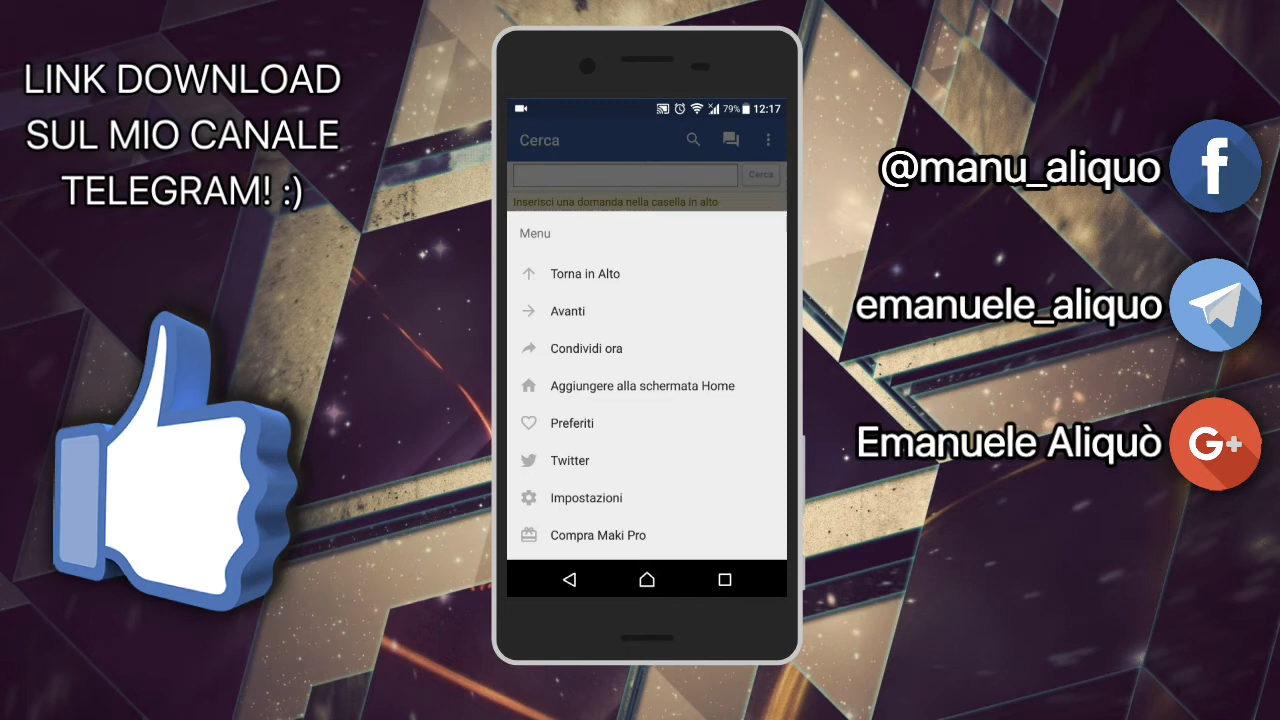 LINK DOWNLOAD
SUL MIO CANALE
TELEGRAM! :)
79% 12:17
Cerca
Cerca
Inserisci una domanda nella casella in alto
Menu
Torna in Alto
Avanti
Condividi ora
Aggiungere alla schermata Home
Preferiti
Twitter
Impostazioni
Compra Maki Pro
@manu_aliquo
f
emanuele_aliquo
Emanuele Aliquò
G+